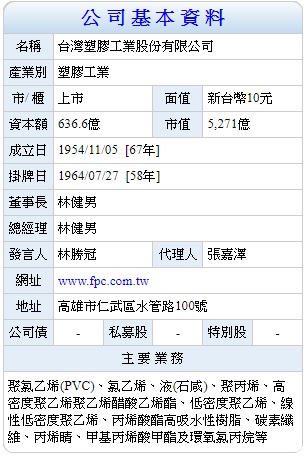 公司基本資料
名稱 台灣塑膠工業股份有限公司
產業別 塑膠工業
市/ 櫃 上市 面值 新台幣10元
資本額 636.6億 市值 5,271億
成立日 1954/11/05 [67年]
掛牌日 1964/07/27 [58年]
董事長 林健男
總經理 林健男
發言人 林勝冠 代理人 張嘉澤
網址 www.fpc.com.tw
地址 高雄市仁武區水管路100號
公司債 - 私募股 - 特別股 -
主要業務
聚氯乙烯(PVC)、氯乙烯、液(石咸)、聚丙烯、高
密度聚乙烯聚乙烯醋酸乙烯酯、低密度聚乙烯、線
性低密度聚乙烯、丙烯酸酯高吸水性樹脂、碳素纖
維、丙烯晴、甲基丙烯酸甲酯及環氧氯丙烷等